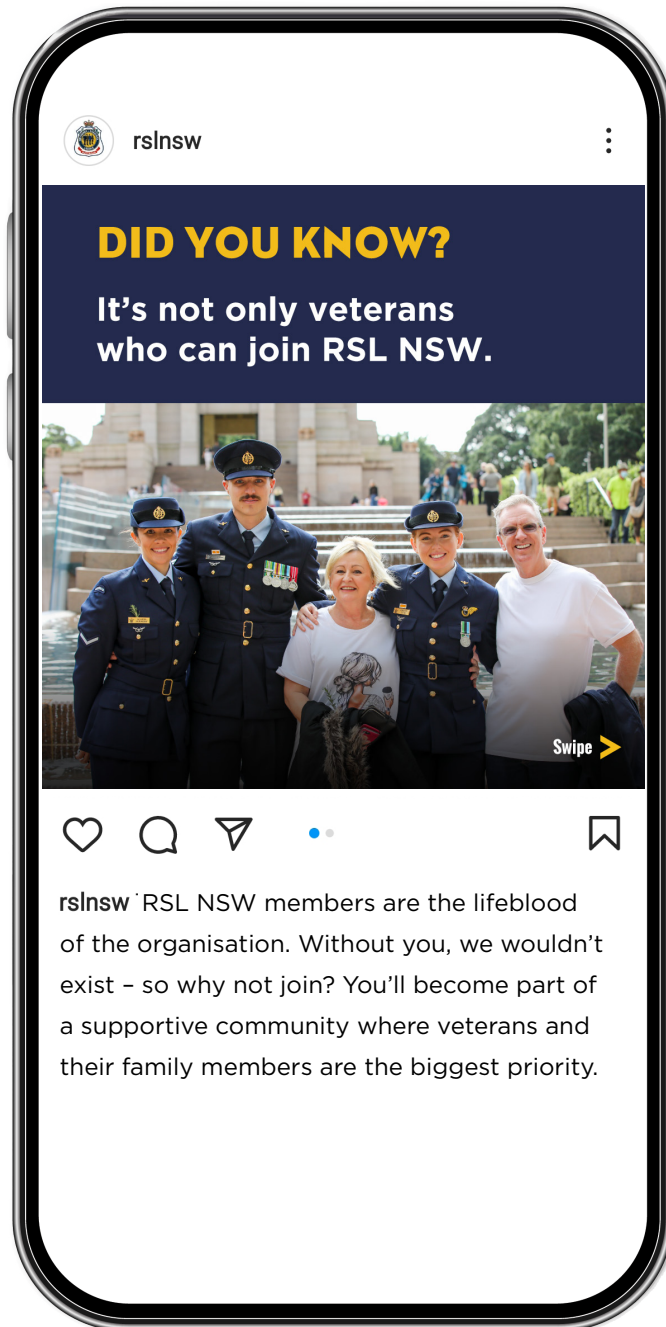 rslnsw
DID YOU KNOW?
It's not only veterans
who can join RSL NSW.
Swipe
rslnsw RSL NSW members are the lifeblood
of the organisation. Without you, we wouldn't
exist – so why not join? You'll become part of
a supportive community where veterans and
their family members are the biggest priority.